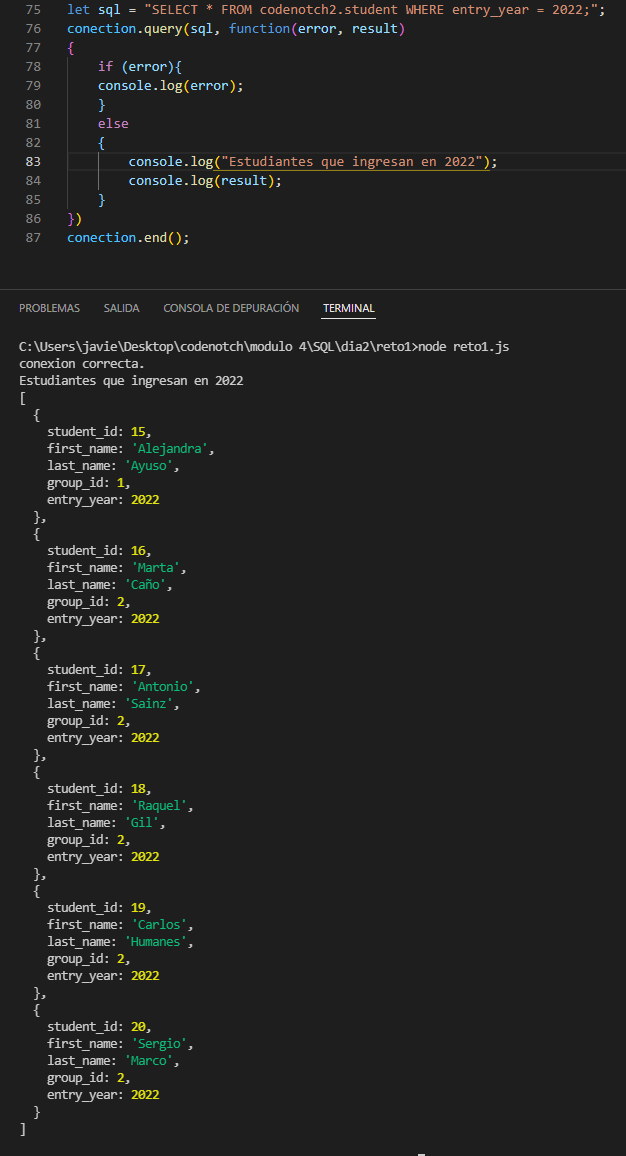 75 let sql = "SELECT * FROM codenotch2.student WHERE entry_year = 2022;";
76 conection.query(sql, function(error, result)
77 {
78 if (error){
79 console.log(error);
80 }
81 else
82 {
83 console.log("Estudiantes que ingresan en 2022");
84 console.log(result);
85 }
86 })
87 conection.end();
PROBLEMAS SALIDA CONSOLA DE DEPURACIÓN TERMINAL
C:\Users\javie\Desktop\codenotch\modulo 4\SQL\dia2\reto1>node reto1.js
conexion correcta.
Estudiantes que ingresan en 2022
[
{
student_id: 15,
first_name: 'Alejandra',
last_name: 'Ayuso',
group_id: 1,
entry_year: 2022
},
{
student_id: 16,
first_name: 'Marta',
last_name: 'Caño',
group_id: 2,
entry_year: 2022
},
{
student_id: 17,
first_name: 'Antonio',
last_name: 'Sainz',
group_id: 2,
entry_year: 2022
},
{
student_id: 18,
first_name: 'Raquel',
last_name: 'Gil',
group_id: 2,
entry_year: 2022
},
{
student_id: 19,
first_name: 'Carlos',
last_name: 'Humanes',
group_id: 2,
entry_year: 2022
},
{
student_id: 20,
first_name: 'Sergio',
last_name: 'Marco',
group_id: 2,
entry_year: 2022
}
]